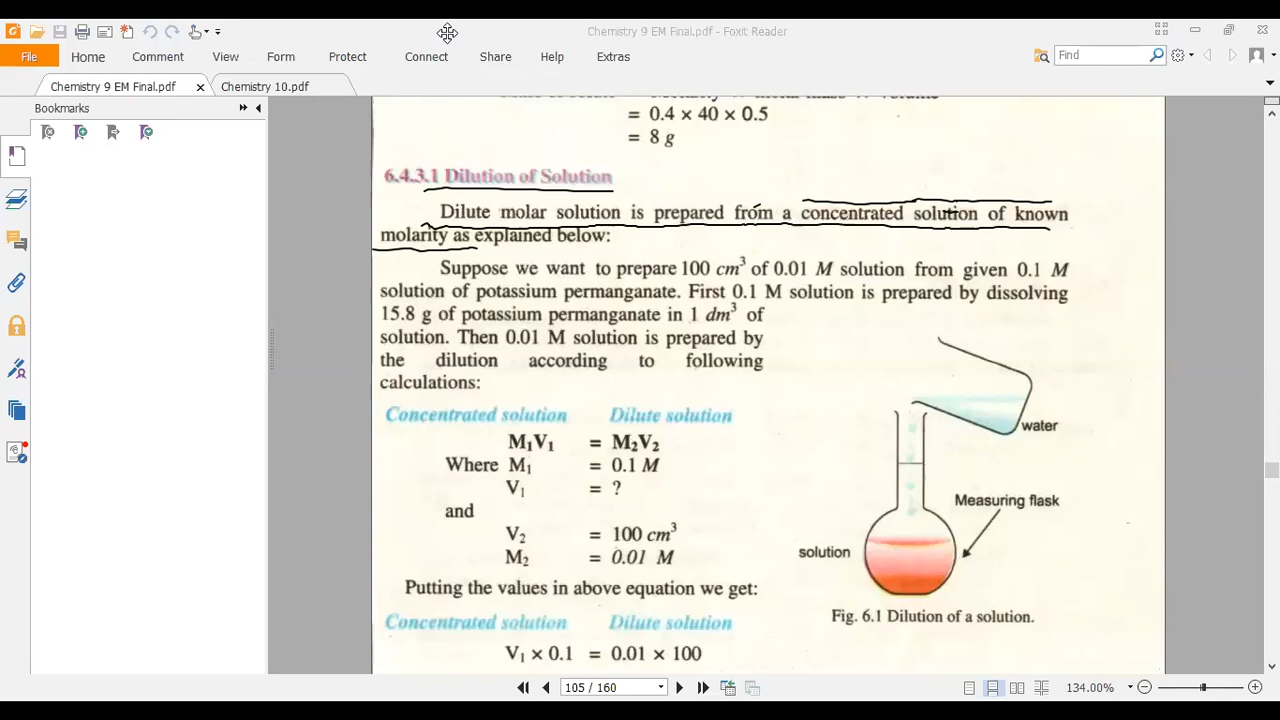 Chemistry 9 EM Final.pdf - Foxit Reader
File Home Comment View Form Protect Connect Share Help Extras
Find
Chemistry 9 EM Final.pdf Chemistry 10.pdf
Bookmarks
= 0.4 × 40 × 0.5
= 8 g
6.4.3.1 Dilution of Solution
Dilute molar solution is prepared from a concentrated solution of known
molarity as explained below:
Suppose we want to prepare 100 cm³ of 0.01 M solution from given 0.1 M
solution of potassium permanganate. First 0.1 M solution is prepared by dissolving
15.8 g of potassium permanganate in 1 dm³ of
solution. Then 0.01 M solution is prepared by
the dilution according to following
calculations:
Concentrated solution Dilute solution
M₁V₁ = M₂V₂
Where M₁ = 0.1 M
V₁ = ?
and
V₂ = 100 cm³
M₂ = 0.01 M
Putting the values in above equation we get:
Concentrated solution Dilute solution
V₁ × 0.1 = 0.01 × 100
water
Measuring flask
solution
Fig. 6.1 Dilution of a solution.
105 / 160
134.00%